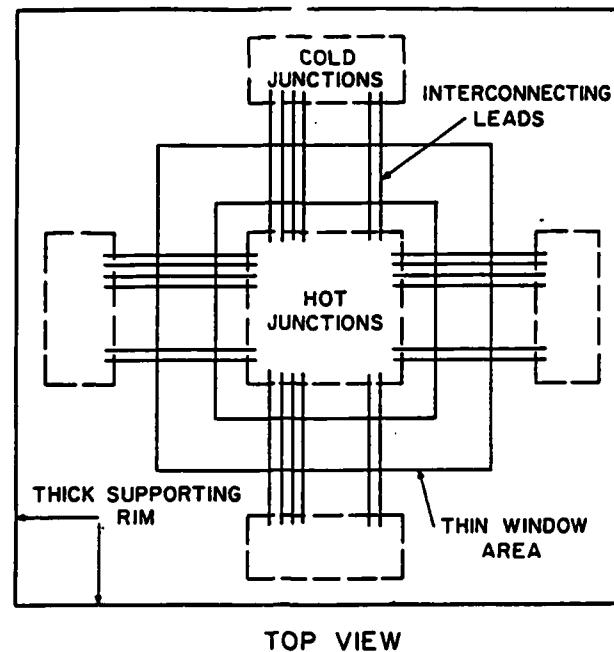 COLD
JUNCTIONS
INTERCONNECTING
LEADS
HOT
JUNCTIONS
THICK SUPPORTING
RIM
THIN WINDOW
AREA
TOP VIEW